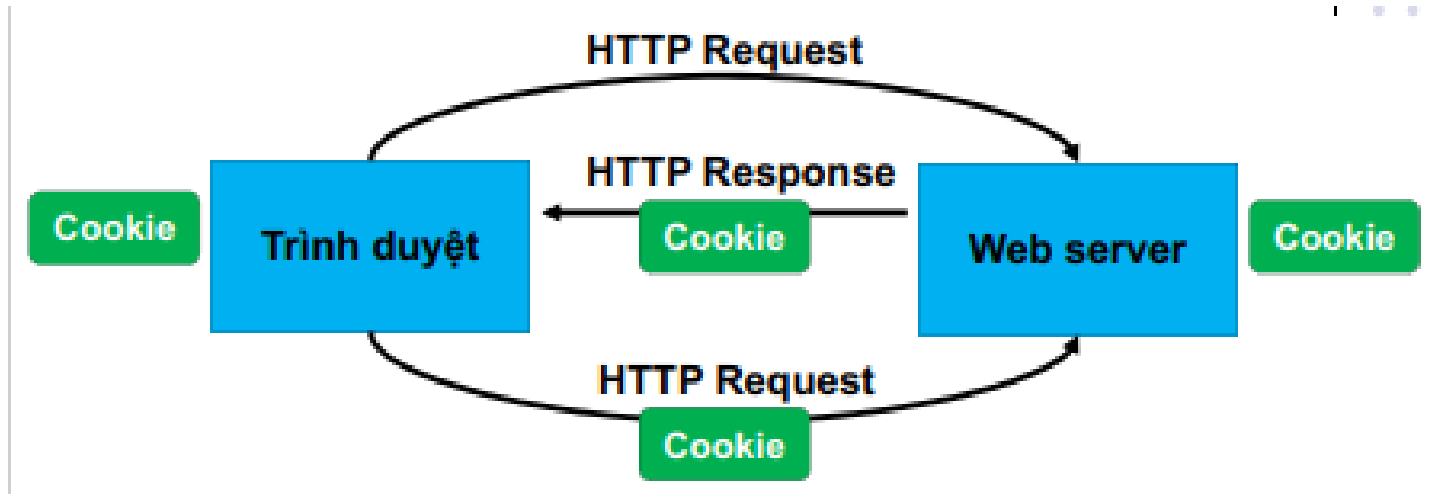 HTTP Request
HTTP Response
Cookie
Trình duyệt
Cookie
Web server
Cookie
HTTP Request
Cookie